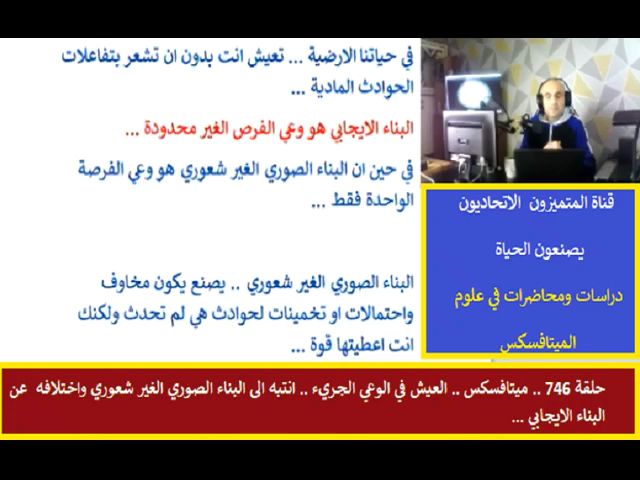 في حياتنا الارضية ... تعيش انت بدون ان تشعر بتفاعلات
الحوادث المادية ...
البناء الايجابي هو وعي الفرص الغير محدودة ...
في حين ان البناء الصوري الغير شعوري هو وعي الفرصة
الواحدة فقط ...
البناء الصوري الغير شعوري .. يصنع يكون مخاوف
واحتمالات او تخمينات لحوادث هي لم تحدث ولكنك
انت اعطيتها قوة ...
قناة المتميزون الاتحاديون
يصنعون الحياة
دراسات ومحاضرات في علوم
الميتافسكس
حلقة 746 .. ميتافسكس .. العيش في الوعي الجريء .. انتبه الى البناء الصوري الغير شعوري واختلافه عن
البناء الايجابي ...